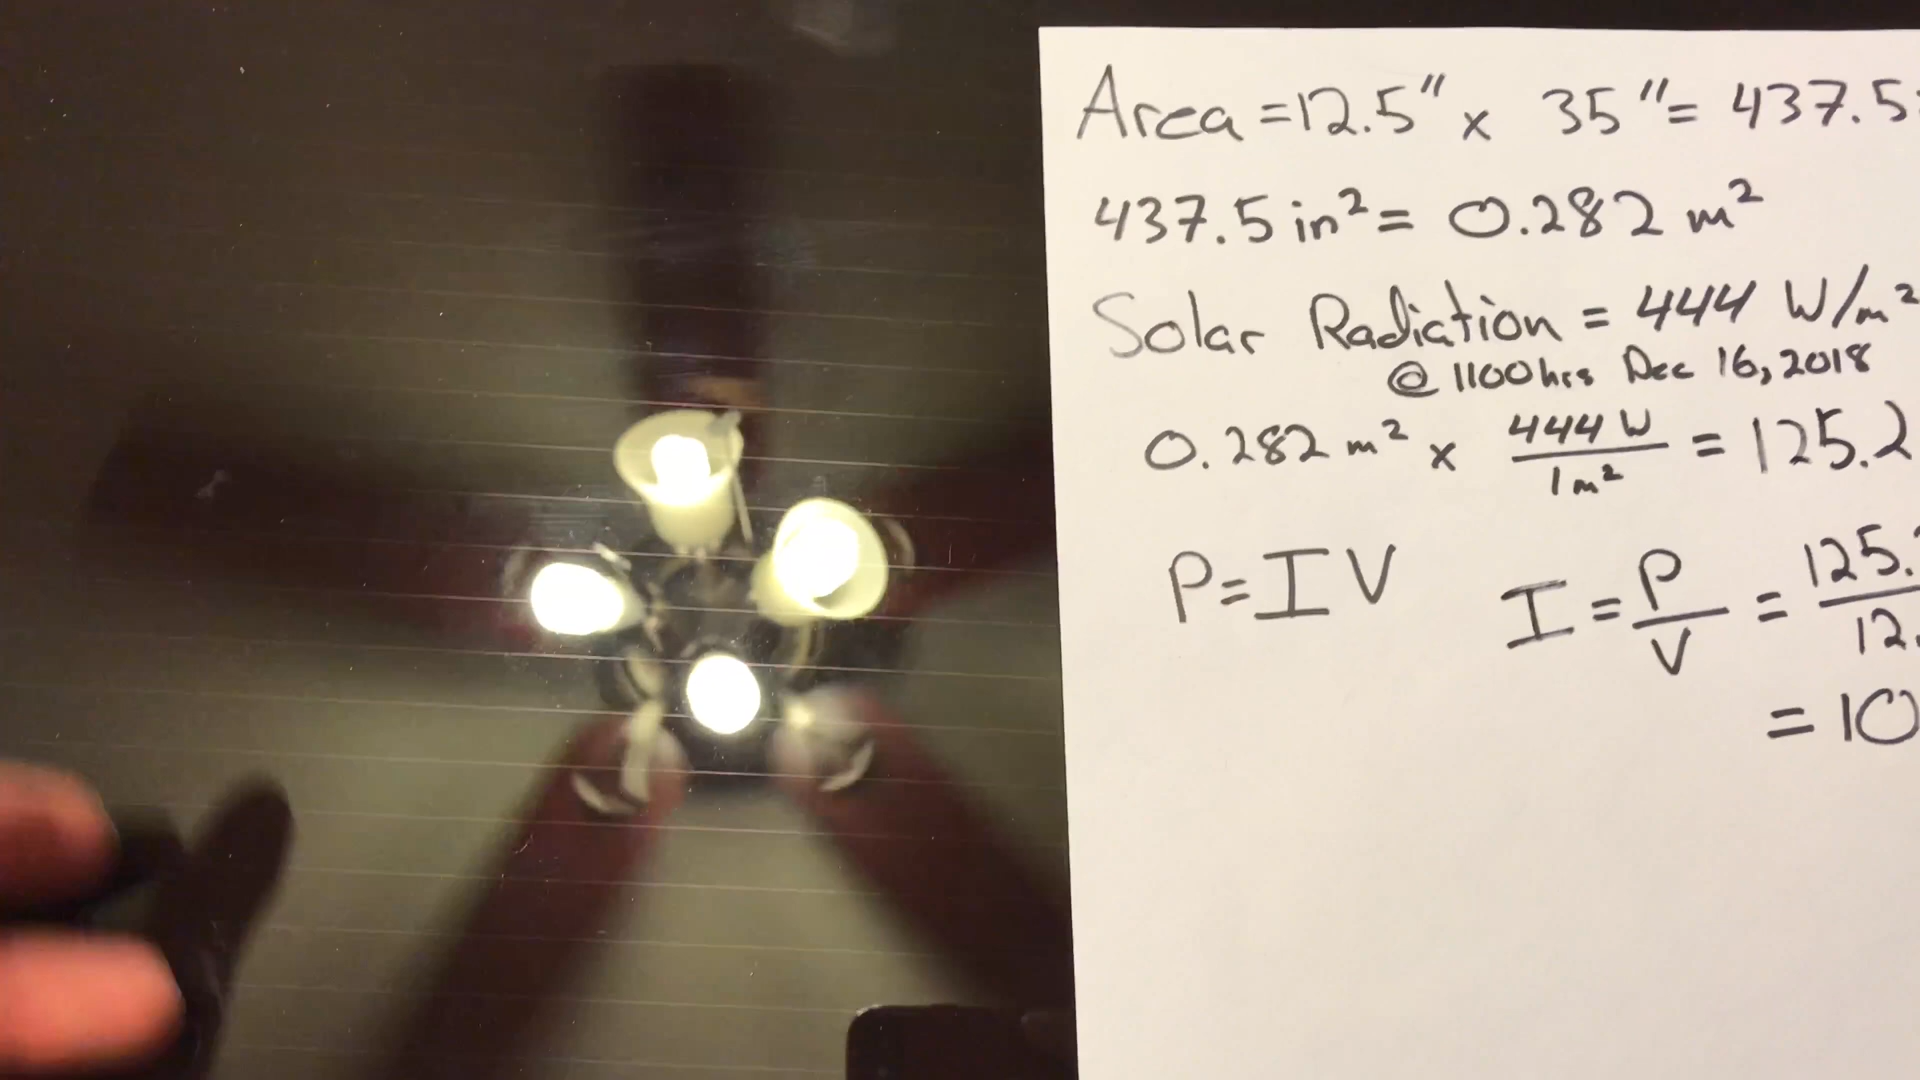 Area = 12.5" x 35" = 437.5
437.5 in² = 0.282 m²
Solar Radiation = 444 W/m²
@ 1100hrs Dec 16, 2018
0.282 m² x 444 W / 1 m² = 125.2
P = I V
I = P / V = 125. / 12.
= 10